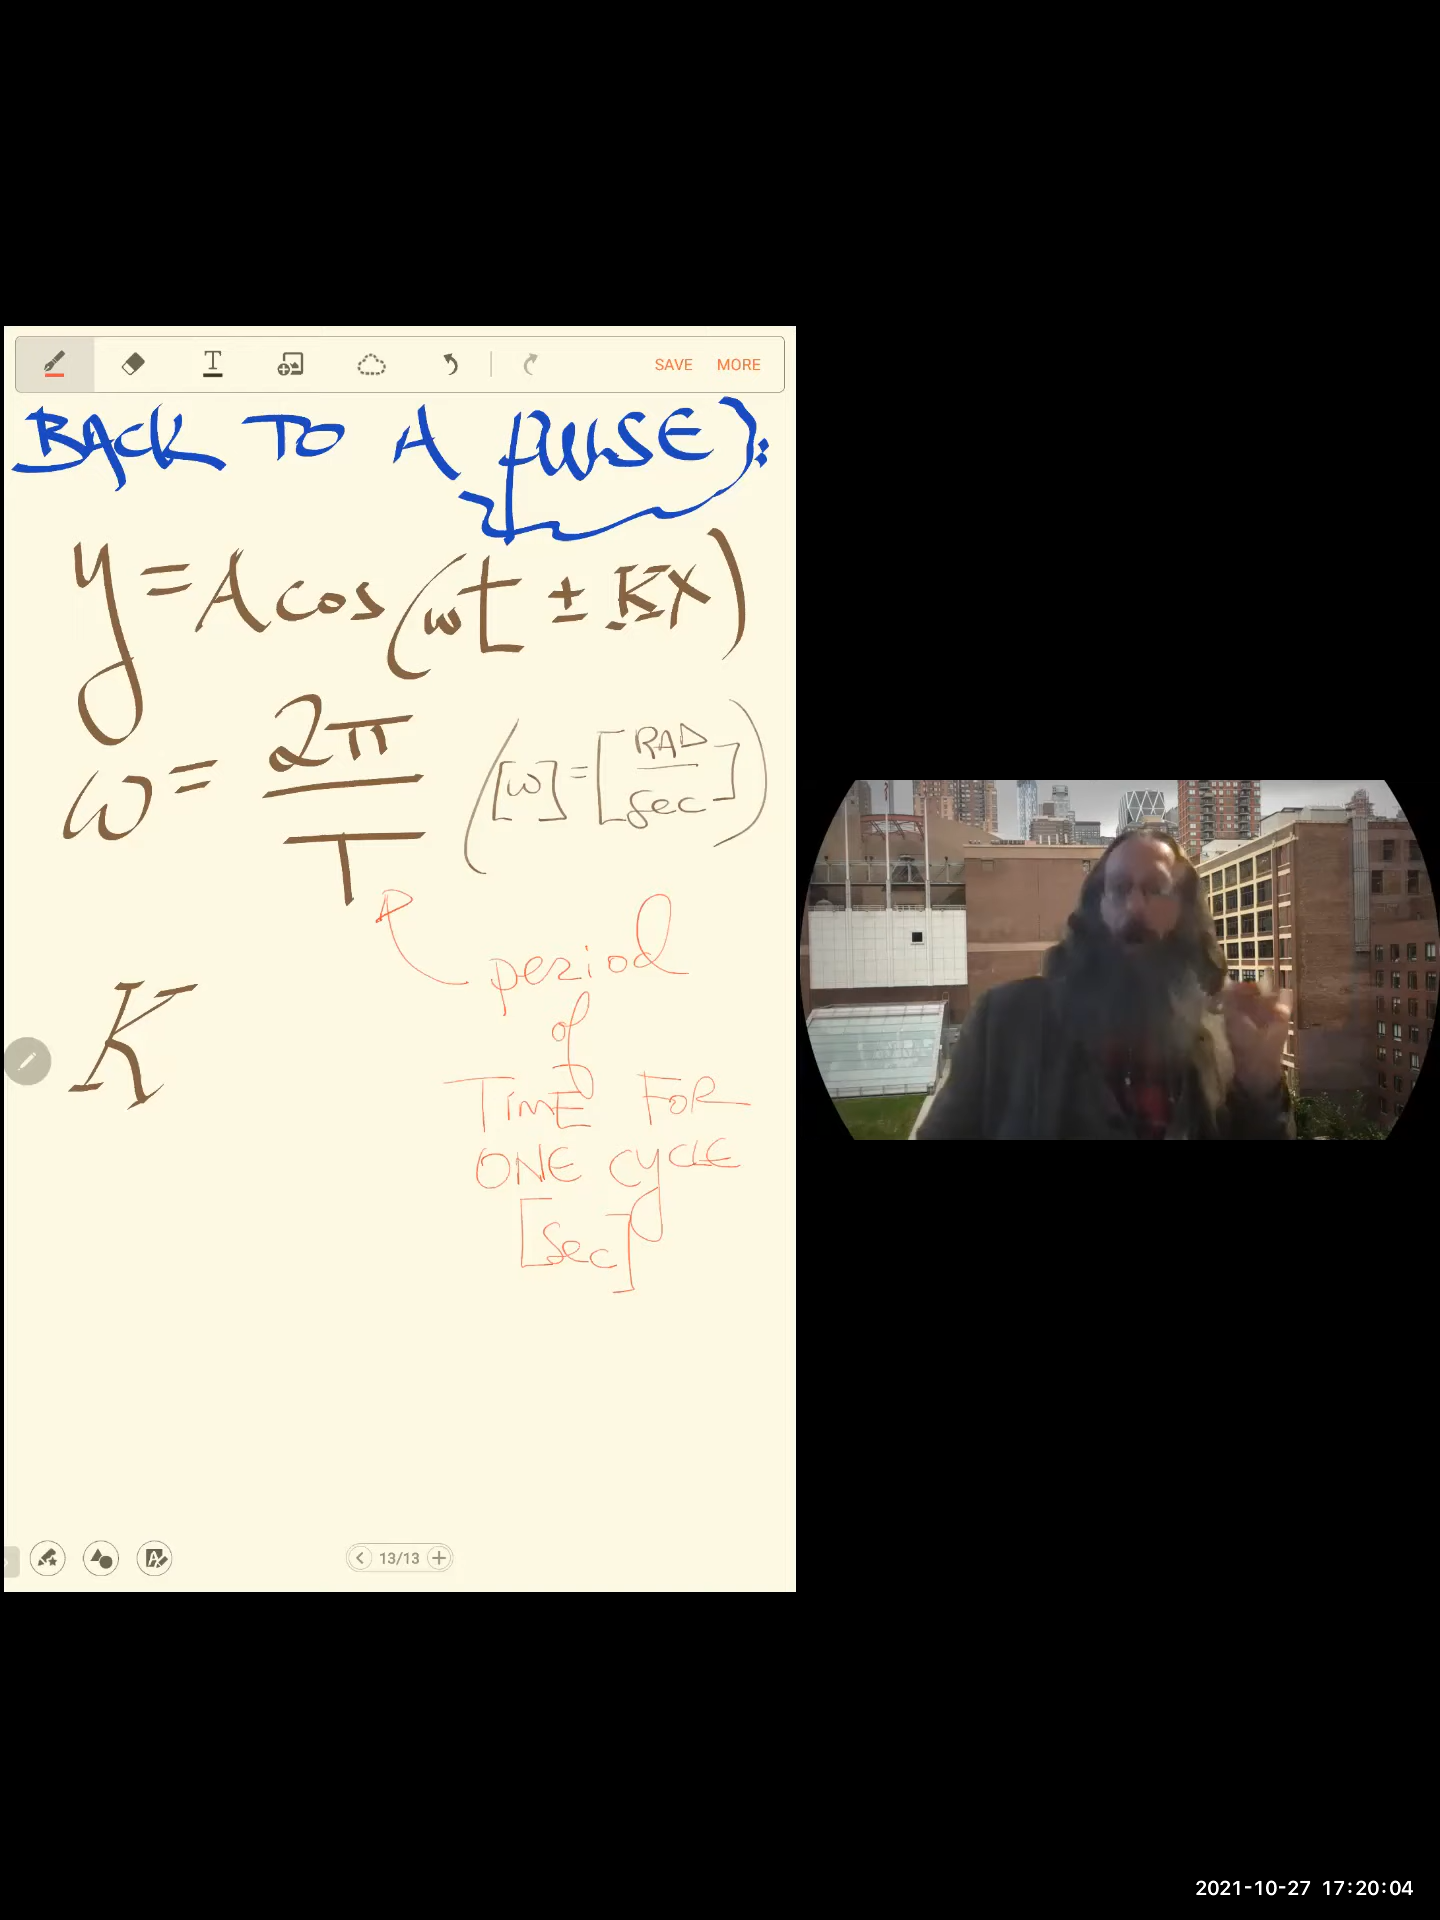 T
SAVE MORE
BACK TO A PULSE:
y = A cos(ωt ± Kx)
ω = 2π / T ([ω] = [RAD / Sec])
period
of
TIME FOR
ONE CYCLE
[Sec]
K
A
13/13
2021-10-27 17:20:04